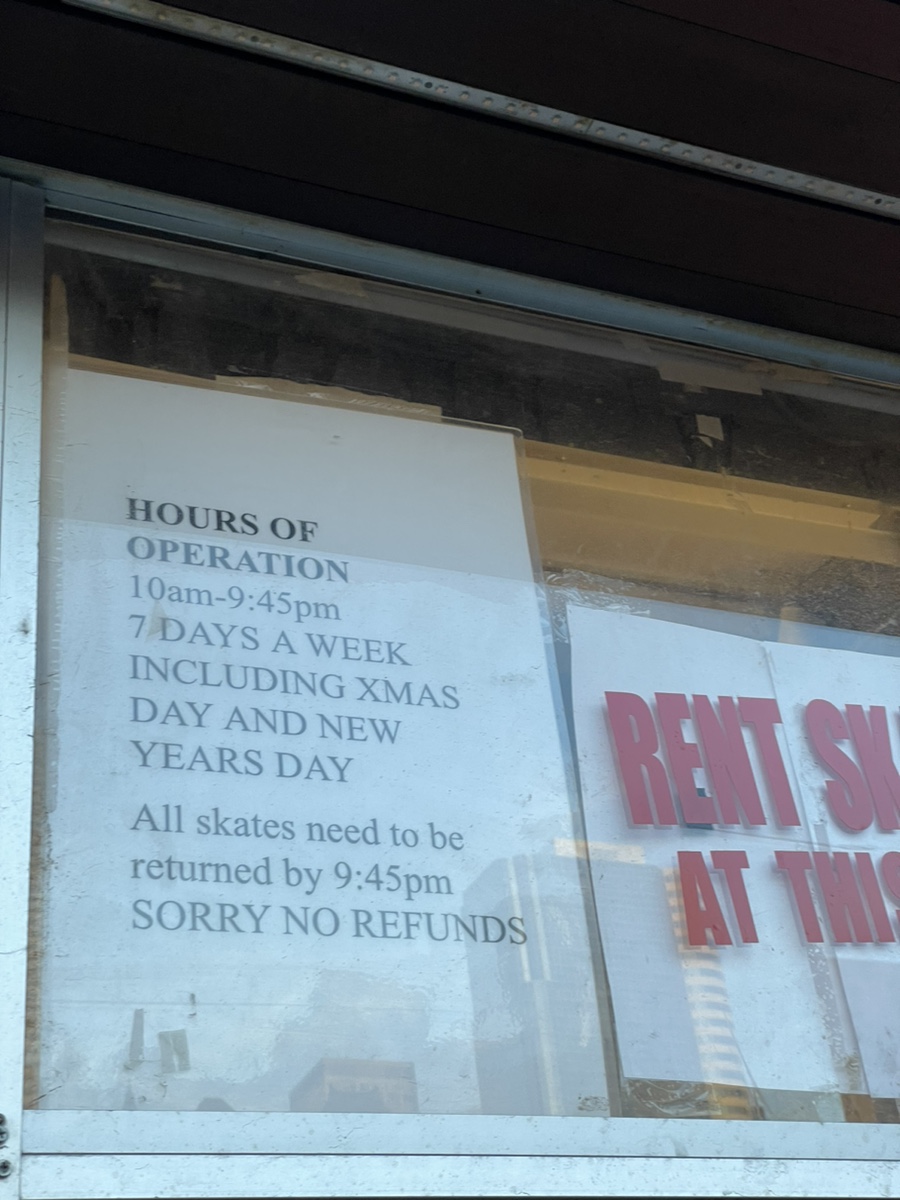 HOURS OF
OPERATION
10am-9:45pm
7 DAYS A WEEK
INCLUDING XMAS
DAY AND NEW
YEARS DAY
All skates need to be
returned by 9:45pm
SORRY NO REFUNDS
RENT SK
AT THIS